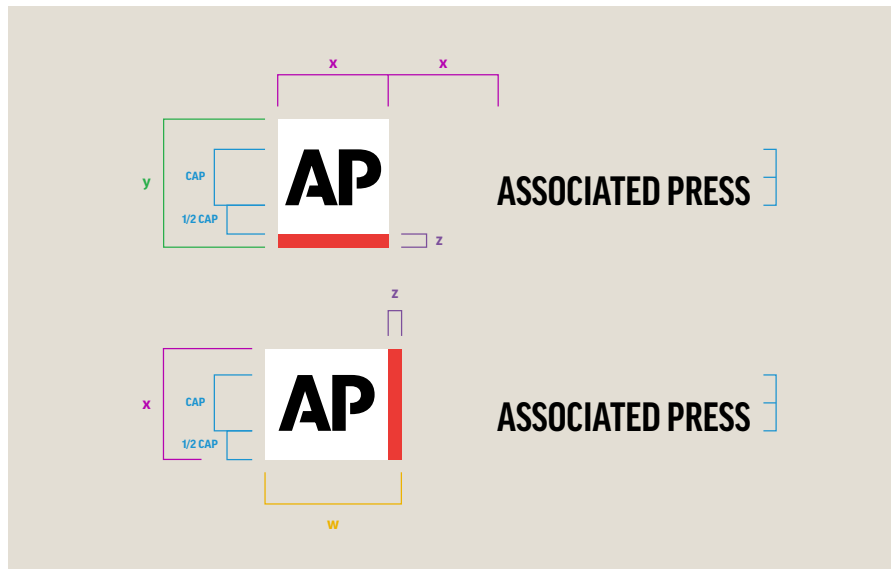 x x
y
CAP
1/2 CAP
AP
ASSOCIATED PRESS
z
z
x
CAP
1/2 CAP
AP
ASSOCIATED PRESS
w